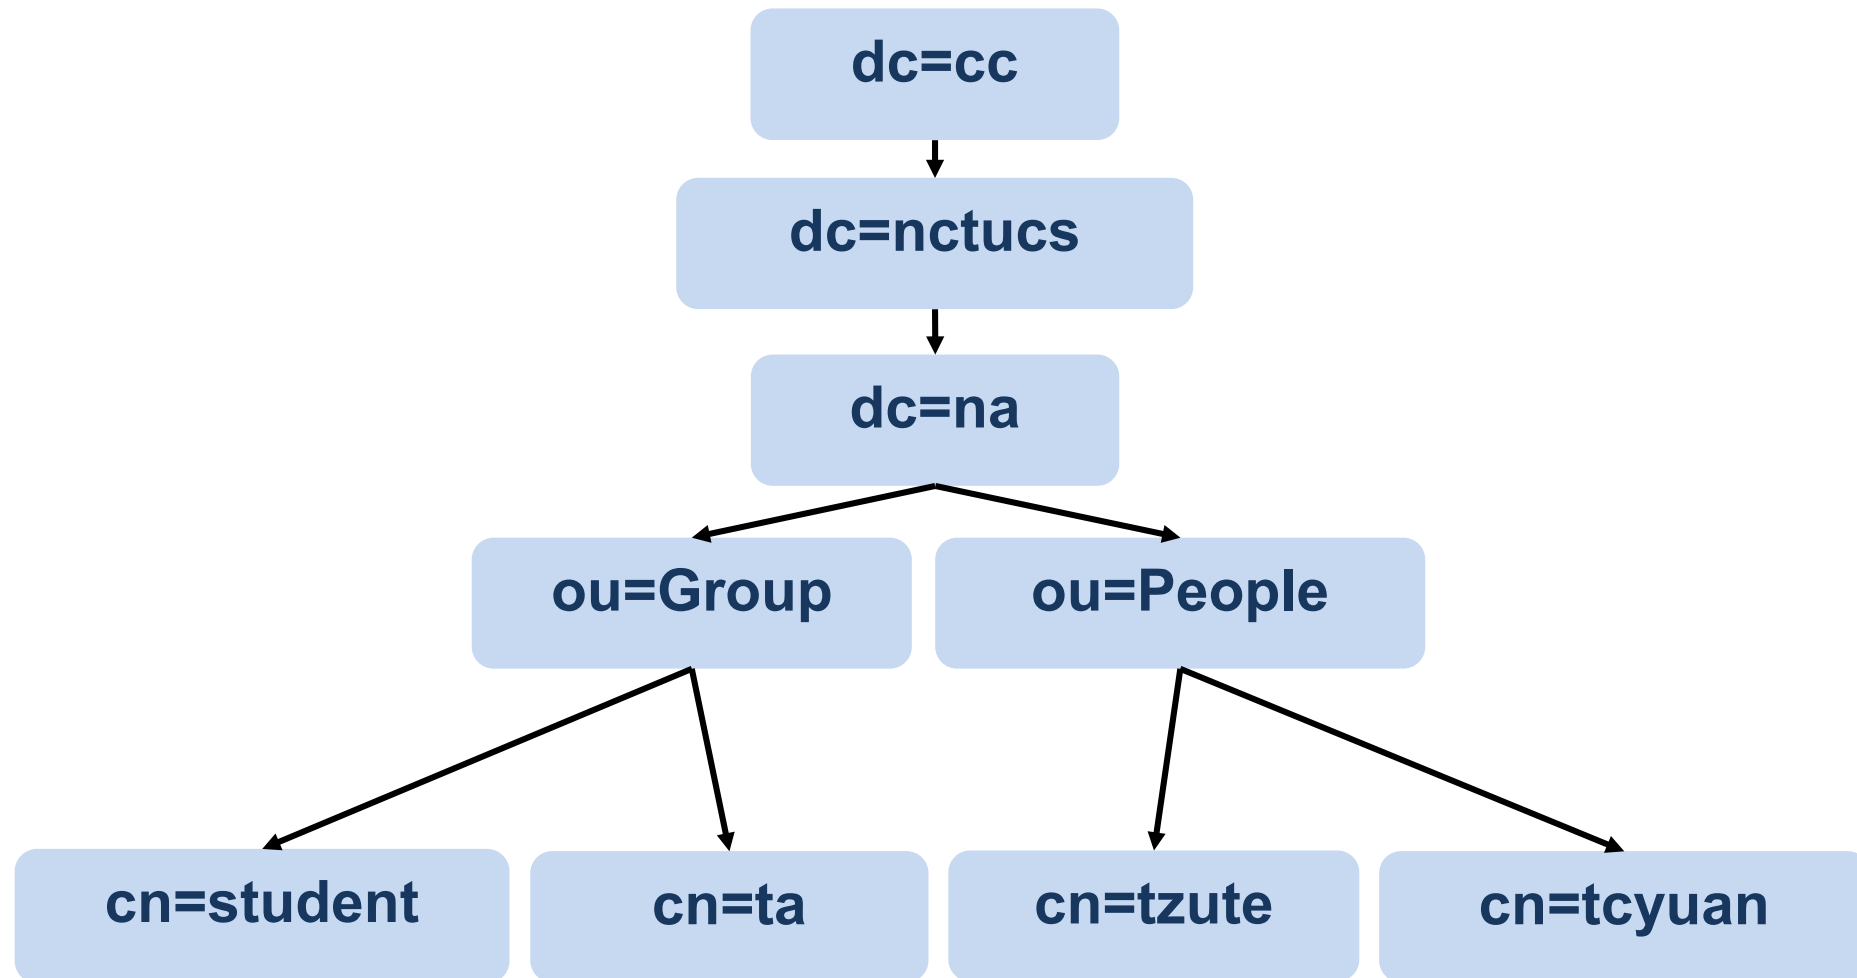 dc=cc
dc=nctucs
dc=na
ou=Group
ou=People
cn=student
cn=ta
cn=tzute
cn=tcyuan